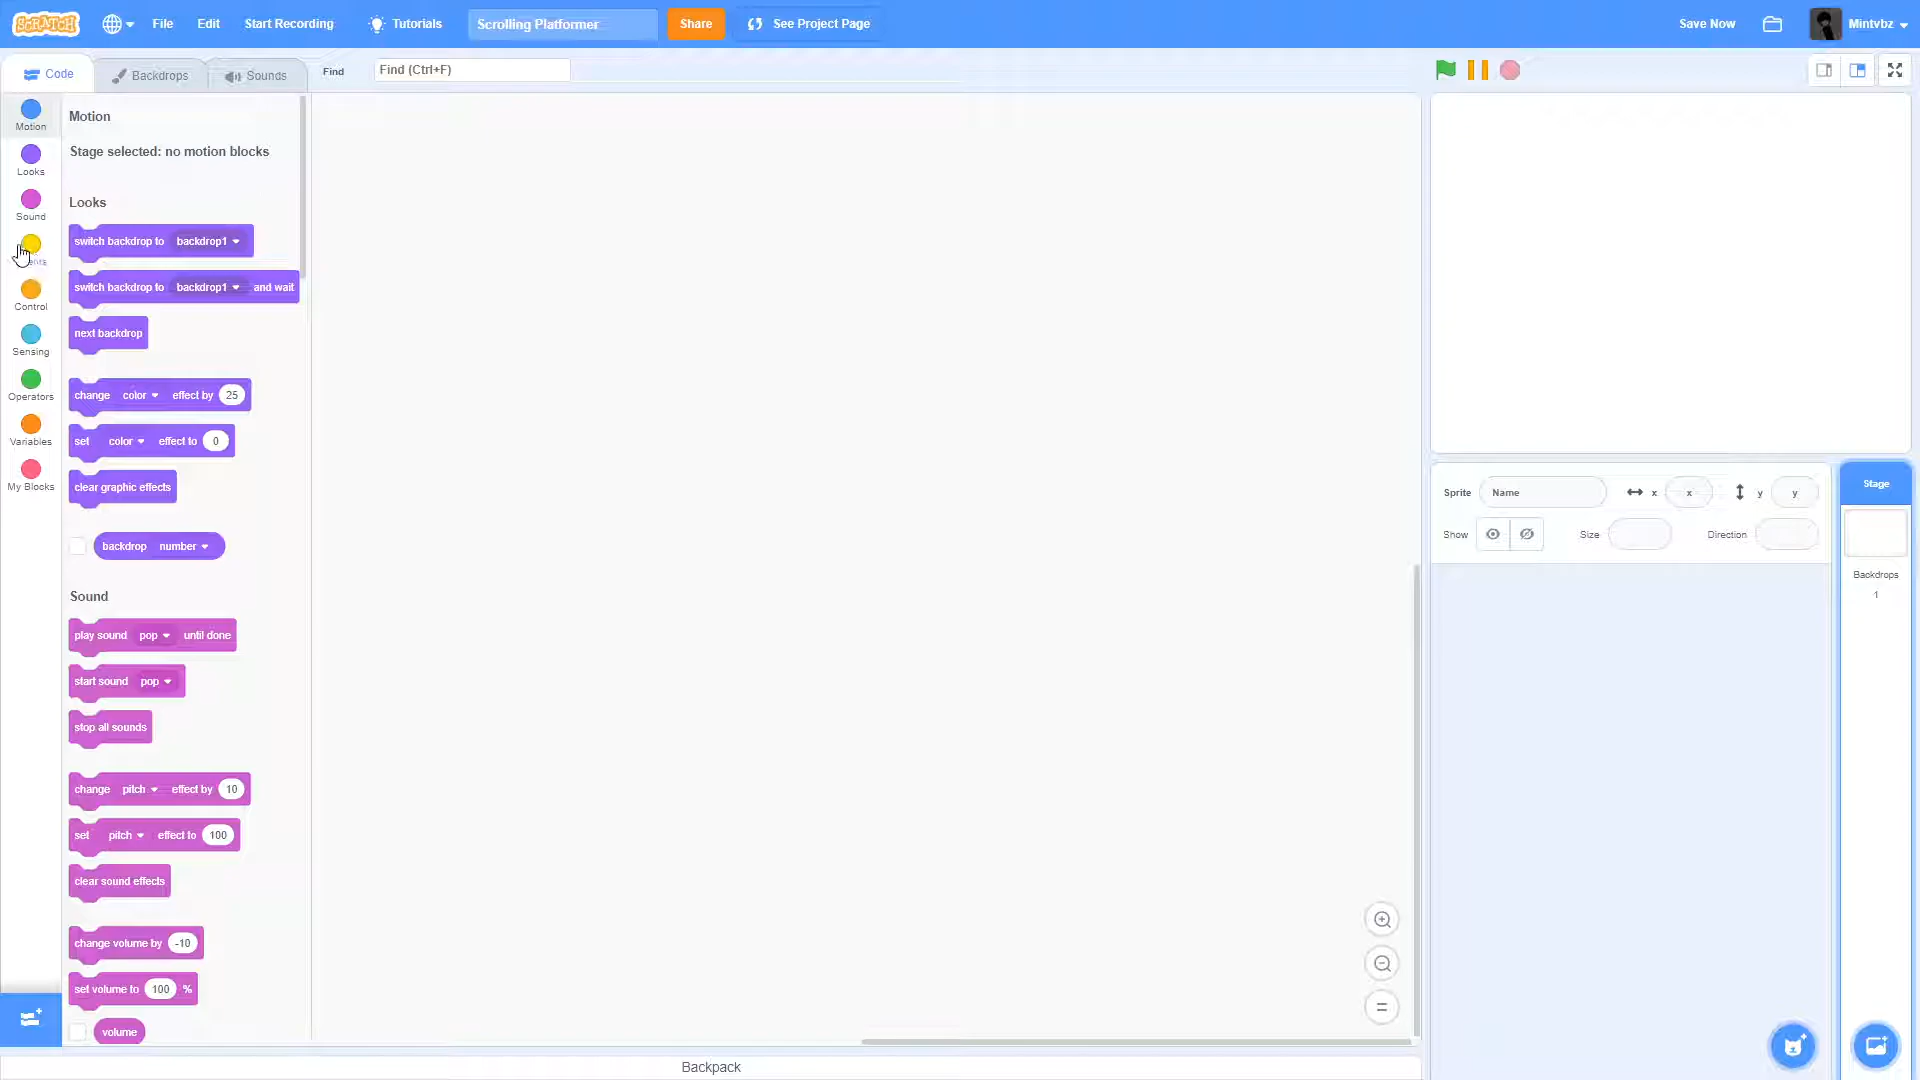 SCRATCH
File
Edit
Start Recording
Tutorials
Scrolling Platformer
Share
See Project Page
Save Now
Mintvbz
Code
Backdrops
Sounds
Find
Find (Ctrl+F)
Motion
Looks
Sound
Control
Sensing
Operators
Variables
My Blocks
Motion
Stage selected: no motion blocks
Looks
switch backdrop to backdrop1
switch backdrop to backdrop1 and wait
next backdrop
change color effect by 25
set color effect to 0
clear graphic effects
backdrop number
Sound
play sound pop until done
start sound pop
stop all sounds
change pitch effect by 10
set pitch effect to 100
clear sound effects
change volume by -10
set volume to 100 %
volume
Backpack
Sprite Name x x y y
Show Size Direction
Stage
Backdrops
1